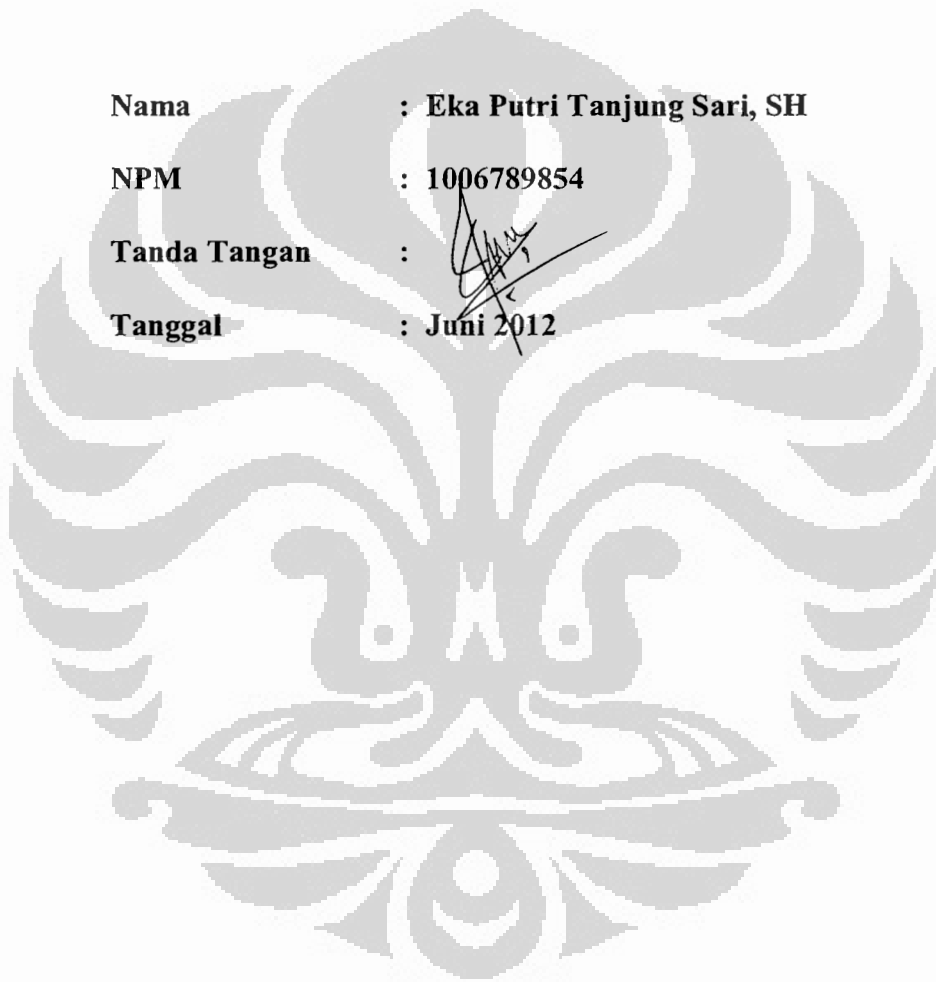 Nama : Eka Putri Tanjung Sari, SH
NPM : 1006789854
Tanda Tangan :
Tanggal : Juni 2012